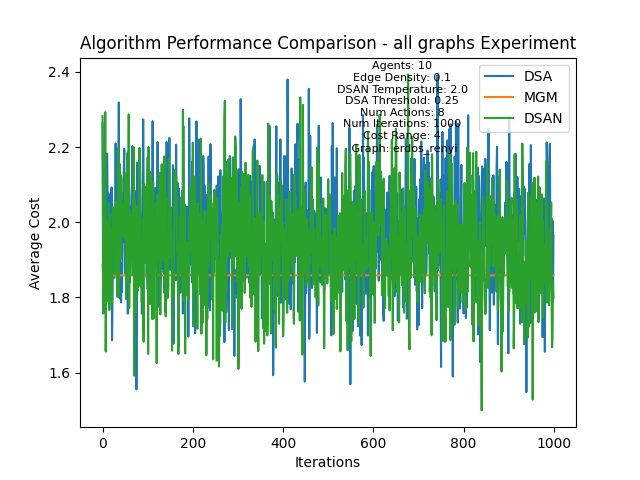 Algorithm Performance Comparison - all graphs Experiment
Agents: 10
Edge Density: 0.1
DSAN Temperature: 2.0
DSA Threshold: 0.25
Num Actions: 8
Num Iterations: 1000
Cost Range: 4
Graph: erdos_renyi
DSA
MGM
DSAN
2.4
2.2
2.0
1.8
1.6
Average Cost
0
200
400
600
800
1000
Iterations